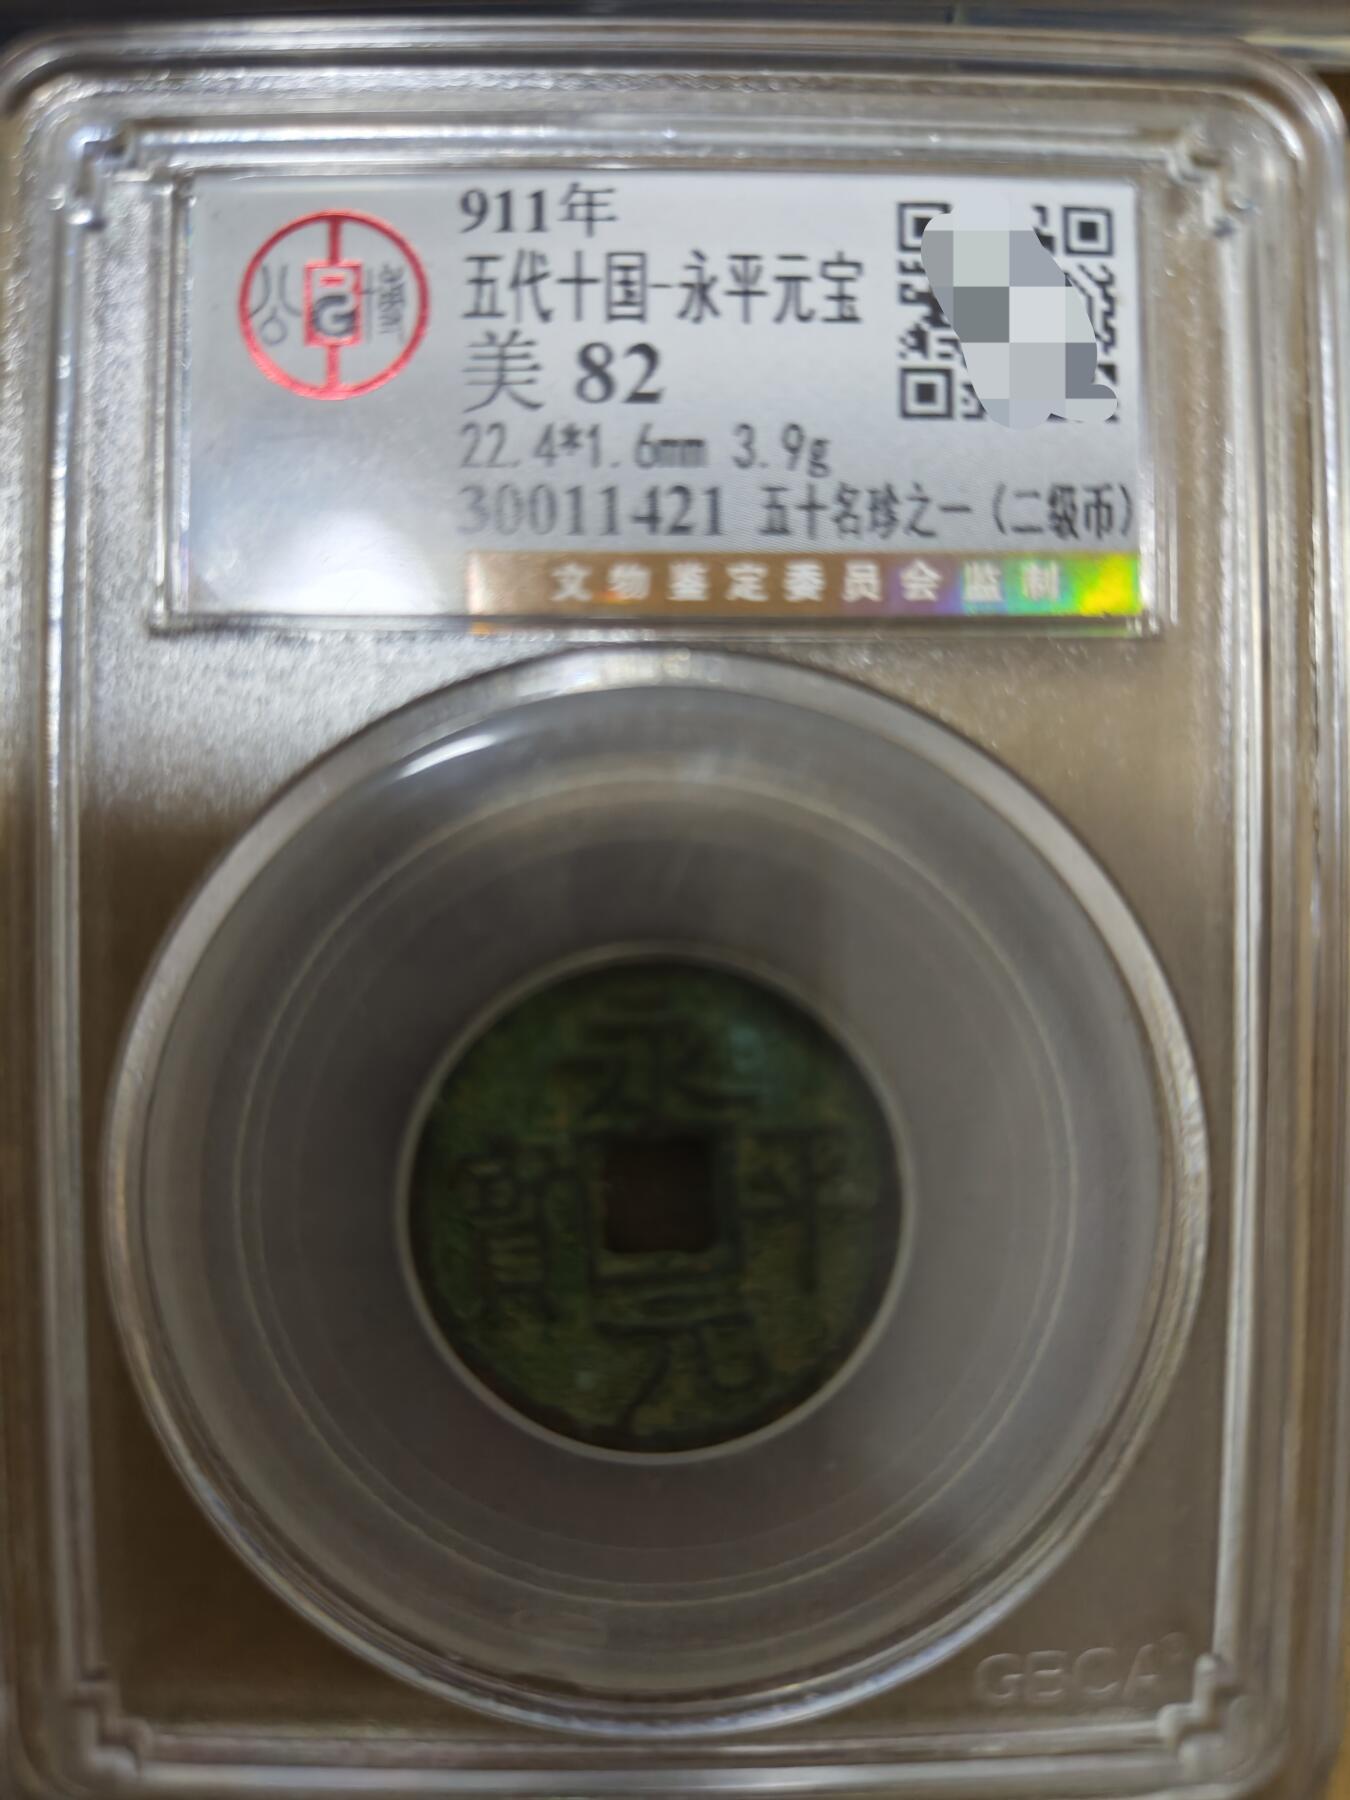 公 博
911年
五代十国-永平元宝
美 82
22.4*1.6mm 3.9g
30011421 五十名珍之一（二级币）
文物鉴定委员会监制
永平元寶
GBCA